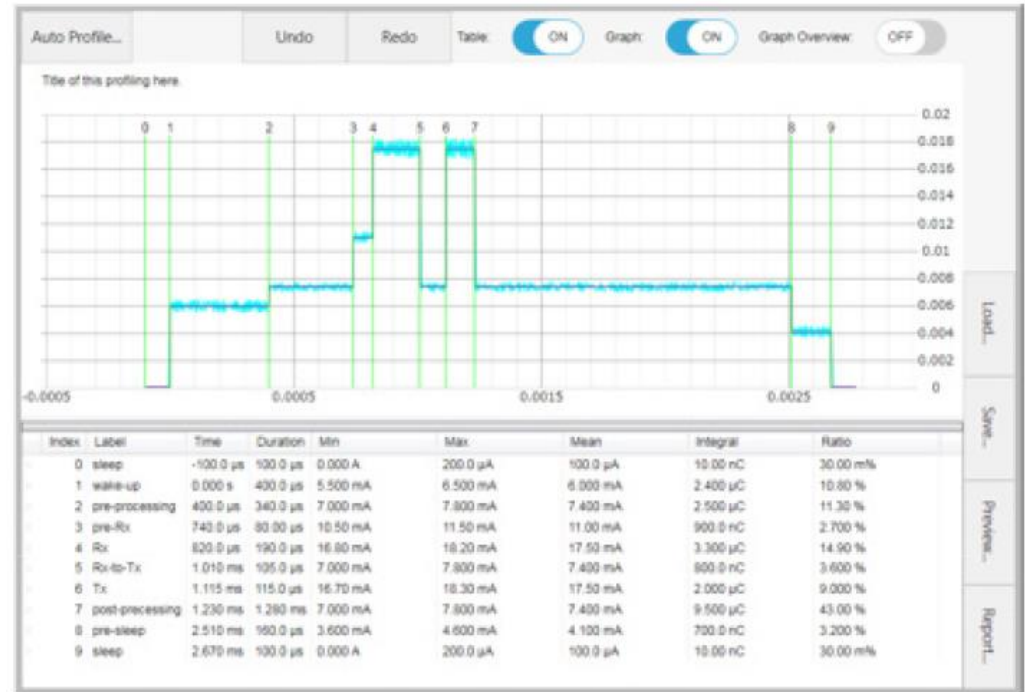 Auto Profile... Undo Redo Table: ON Graph: ON Graph Overview: OFF
Title of this profiling here.
0 1 2 3 4 5 6 7 8 9
0.02
0.018
0.016
0.014
0.012
0.01
0.008
0.006
0.004
0.002
0
-0.0005 0.0005 0.0015 0.0025
Index Label Time Duration Min Max Mean Integral Ratio
0 sleep -100.0 µs 100.0 µs 0.000 A 200.0 µA 100.0 µA 10.00 nC 30.00 m%
1 wake-up 0.000 s 400.0 µs 5.500 mA 6.500 mA 6.000 mA 2.400 µC 10.80 %
2 pre-processing 400.0 µs 340.0 µs 7.000 mA 7.800 mA 7.400 mA 2.500 µC 11.30 %
3 pre-Rx 740.0 µs 80.00 µs 10.50 mA 11.50 mA 11.00 mA 900.0 nC 2.700 %
4 Rx 820.0 µs 190.0 µs 16.80 mA 18.20 mA 17.50 mA 3.300 µC 14.90 %
5 Rx-to-Tx 1.010 ms 105.0 µs 7.000 mA 7.800 mA 7.400 mA 800.0 nC 3.600 %
6 Tx 1.115 ms 115.0 µs 16.70 mA 18.30 mA 17.50 mA 2.000 µC 9.000 %
7 post-precessing 1.230 ms 1.280 ms 7.000 mA 7.800 mA 7.400 mA 9.500 µC 43.00 %
8 pre-sleep 2.510 ms 160.0 µs 3.600 mA 4.600 mA 4.100 mA 700.0 nC 3.200 %
9 sleep 2.670 ms 100.0 µs 0.000 A 200.0 µA 100.0 µA 10.00 nC 30.00 m%
Load...
Save...
Preview...
Report...